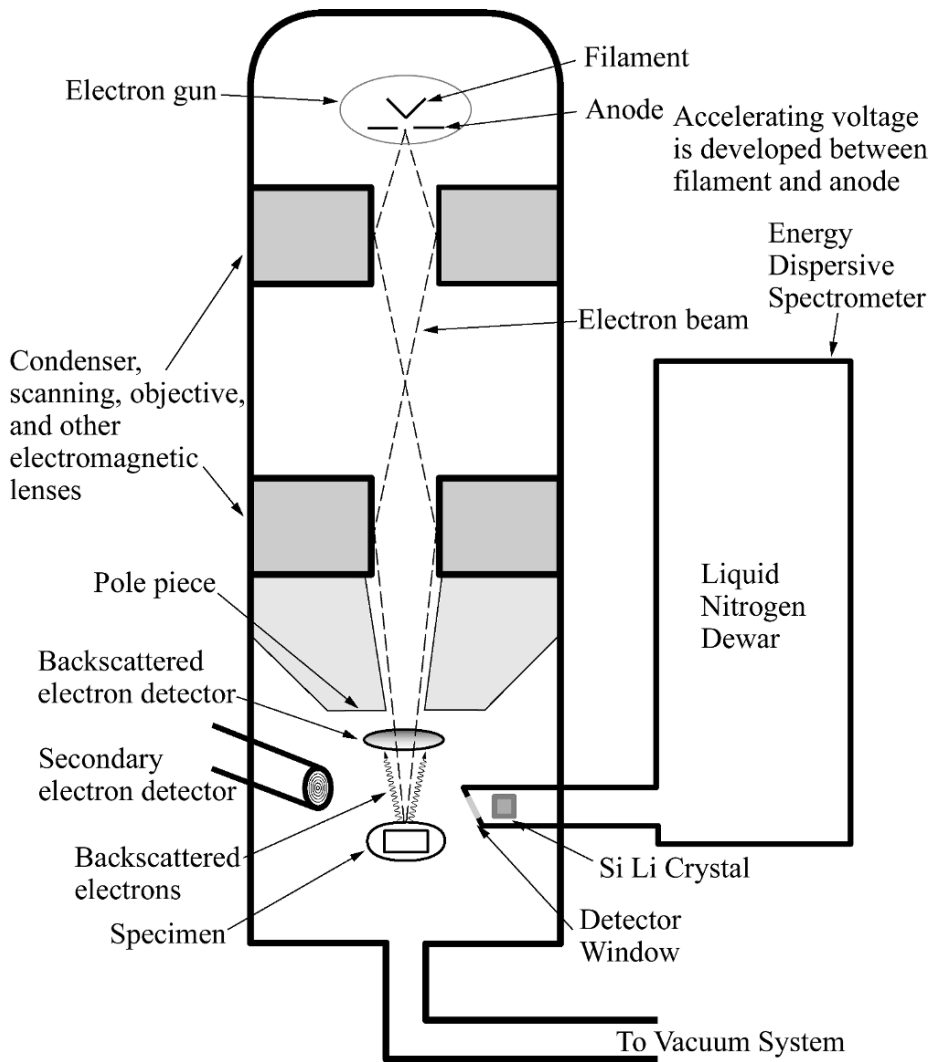 Filament
Electron gun
Anode
Accelerating voltage
is developed between
filament and anode
Energy
Dispersive
Spectrometer
Electron beam
Condenser,
scanning, objective,
and other
electromagnetic
lenses
Pole piece
Liquid
Nitrogen
Dewar
Backscattered
electron detector
Secondary
electron detector
Backscattered
electrons
Si Li Crystal
Specimen
Detector
Window
To Vacuum System